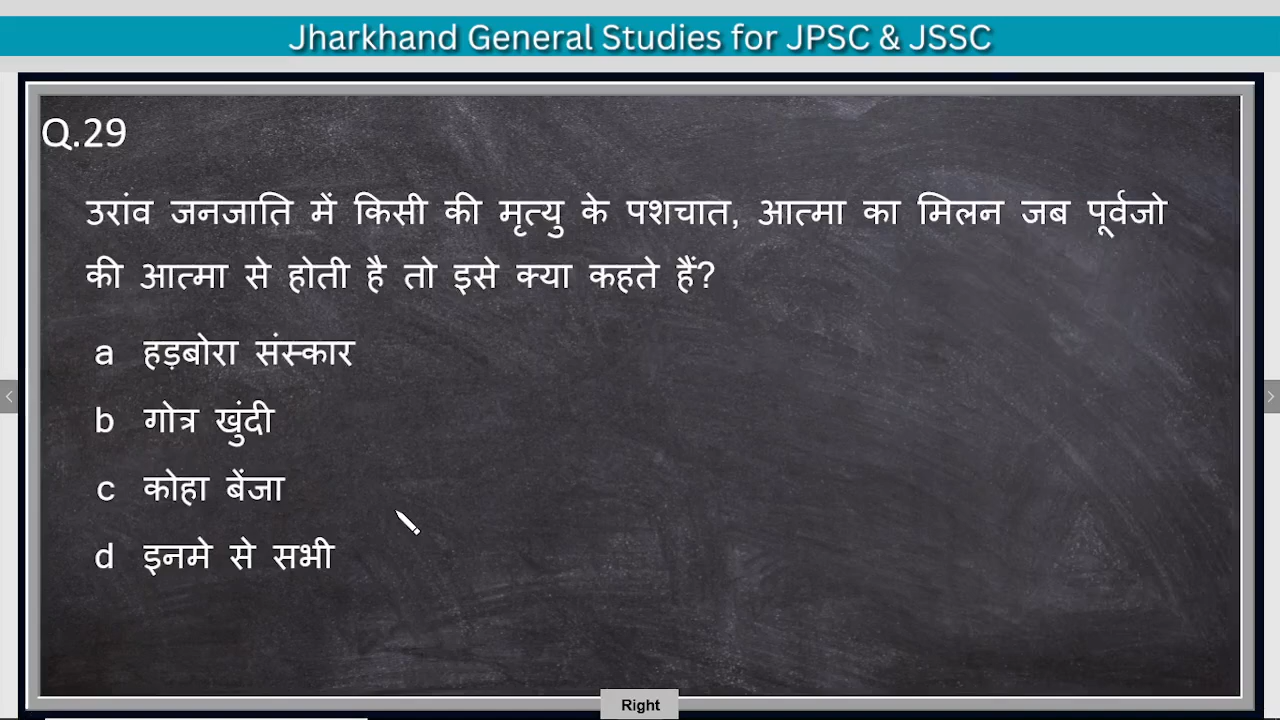 Jharkhand General Studies for JPSC & JSSC
Q.29
उरांव जनजाति में किसी की मृत्यु के पशचात, आत्मा का मिलन जब पूर्वजो
की आत्मा से होती है तो इसे क्या कहते हैं?
a हड़बोरा संस्कार
b गोत्र खुंदी
c कोहा बेंजा
d इनमे से सभी
Right